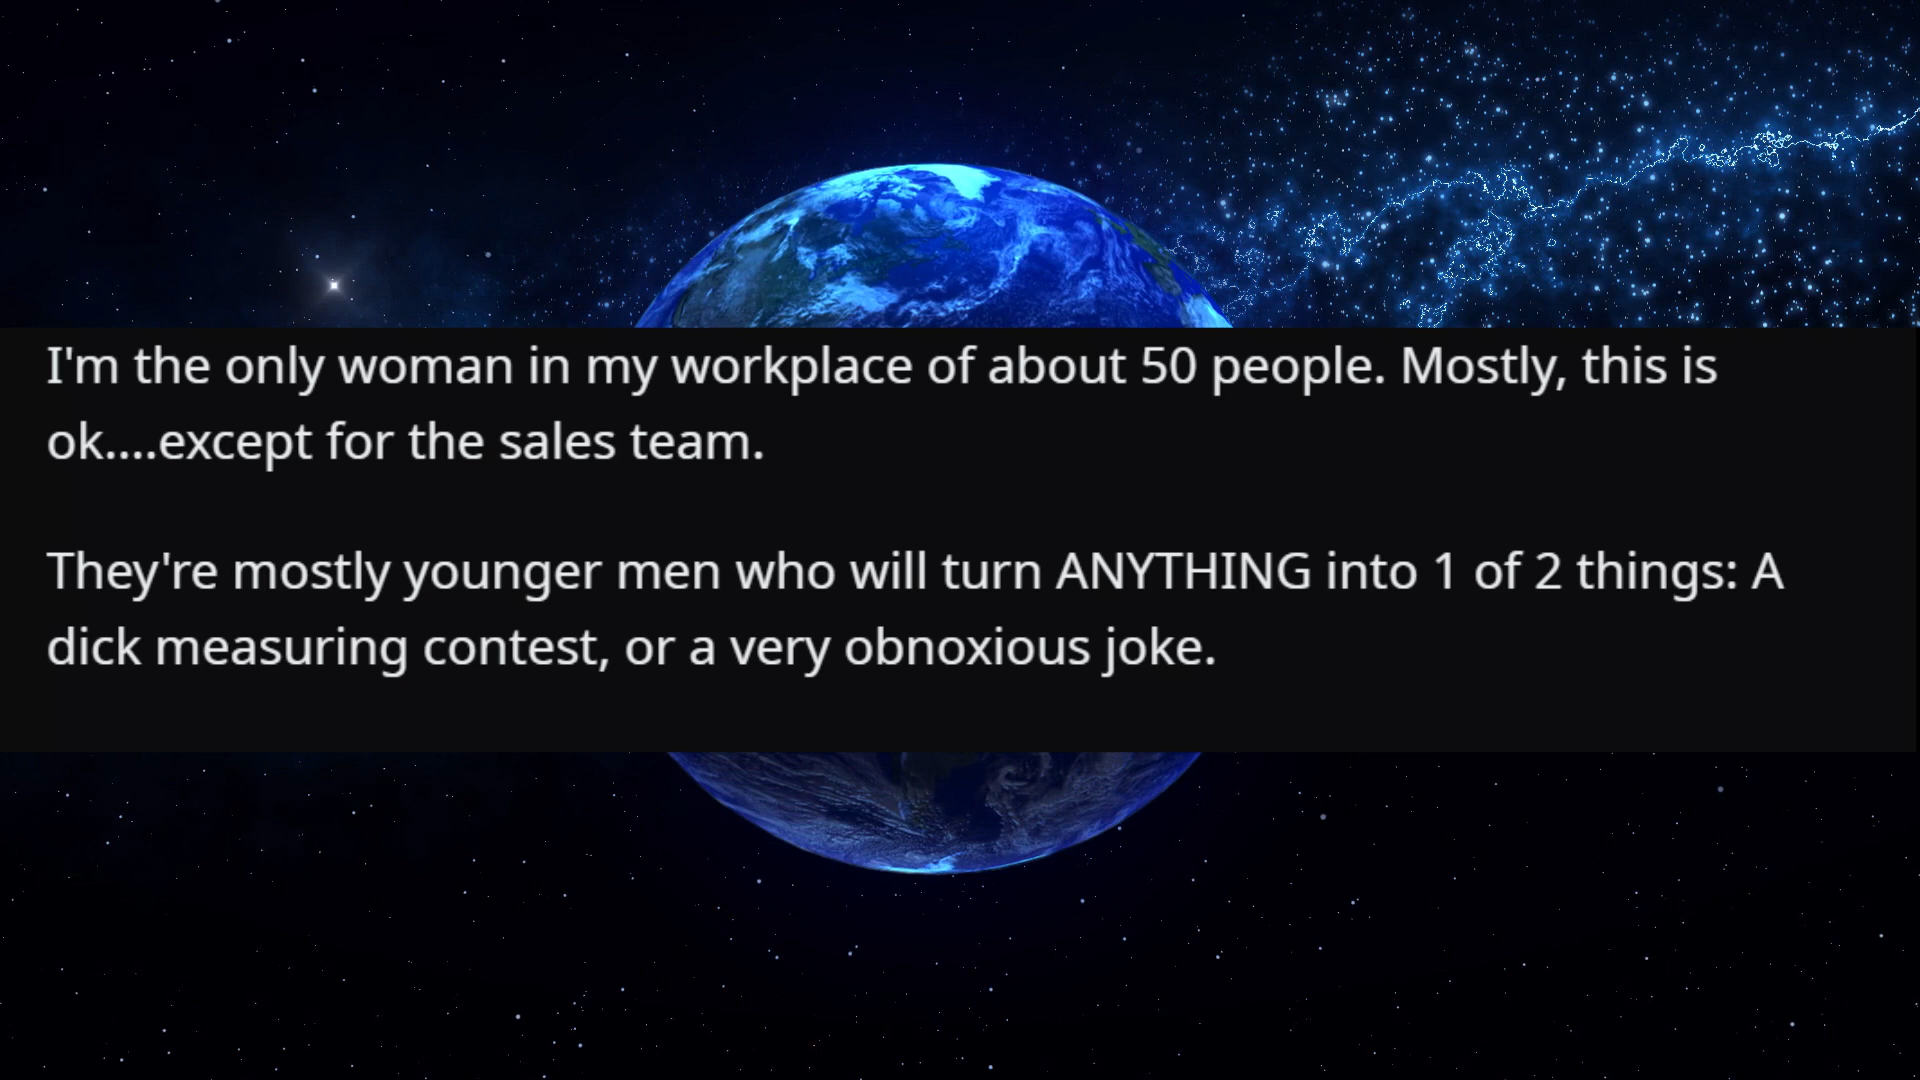 I'm the only woman in my workplace of about 50 people. Mostly, this is
ok....except for the sales team.
They're mostly younger men who will turn ANYTHING into 1 of 2 things: A
dick measuring contest, or a very obnoxious joke.